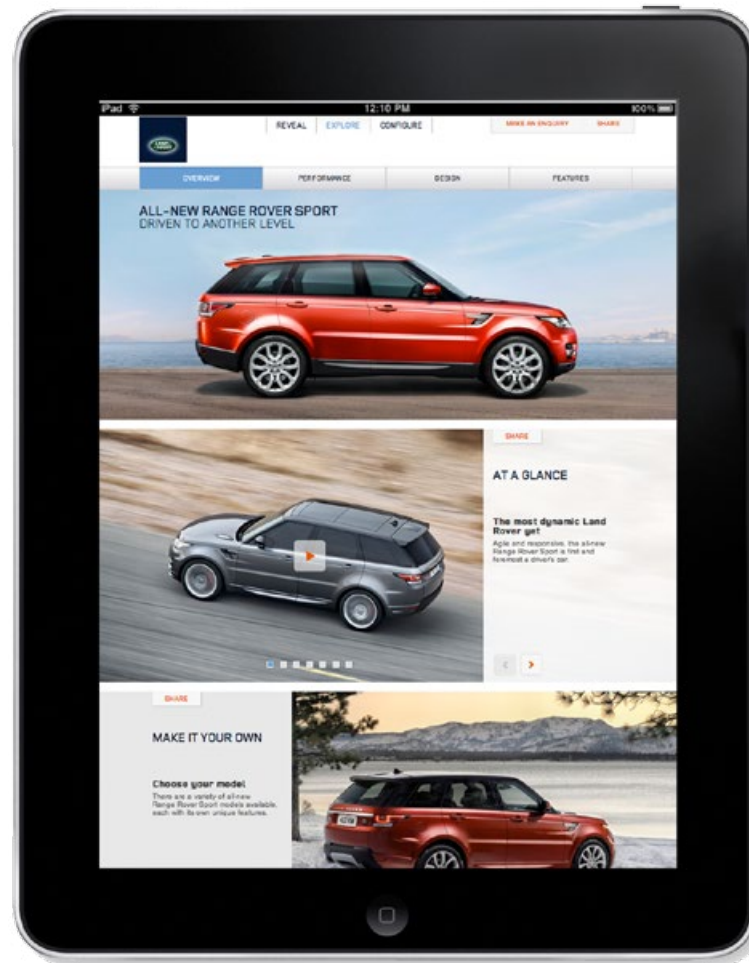 iPad 12:10 PM 100%
LAND ROVER
REVEAL EXPLORE CONFIGURE MAKE AN ENQUIRY SHARE
OVERVIEW PERFORMANCE DESIGN FEATURES
ALL-NEW RANGE ROVER SPORT
DRIVEN TO ANOTHER LEVEL
SHARE
AT A GLANCE
The most dynamic Land
Rover yet
Agile and responsive, the all-new
Range Rover Sport is first and
foremost a driver's car.
SHARE
MAKE IT YOUR OWN
Choose your model
There are a variety of all-new
Range Rover Sport models available,
each with its own unique features.